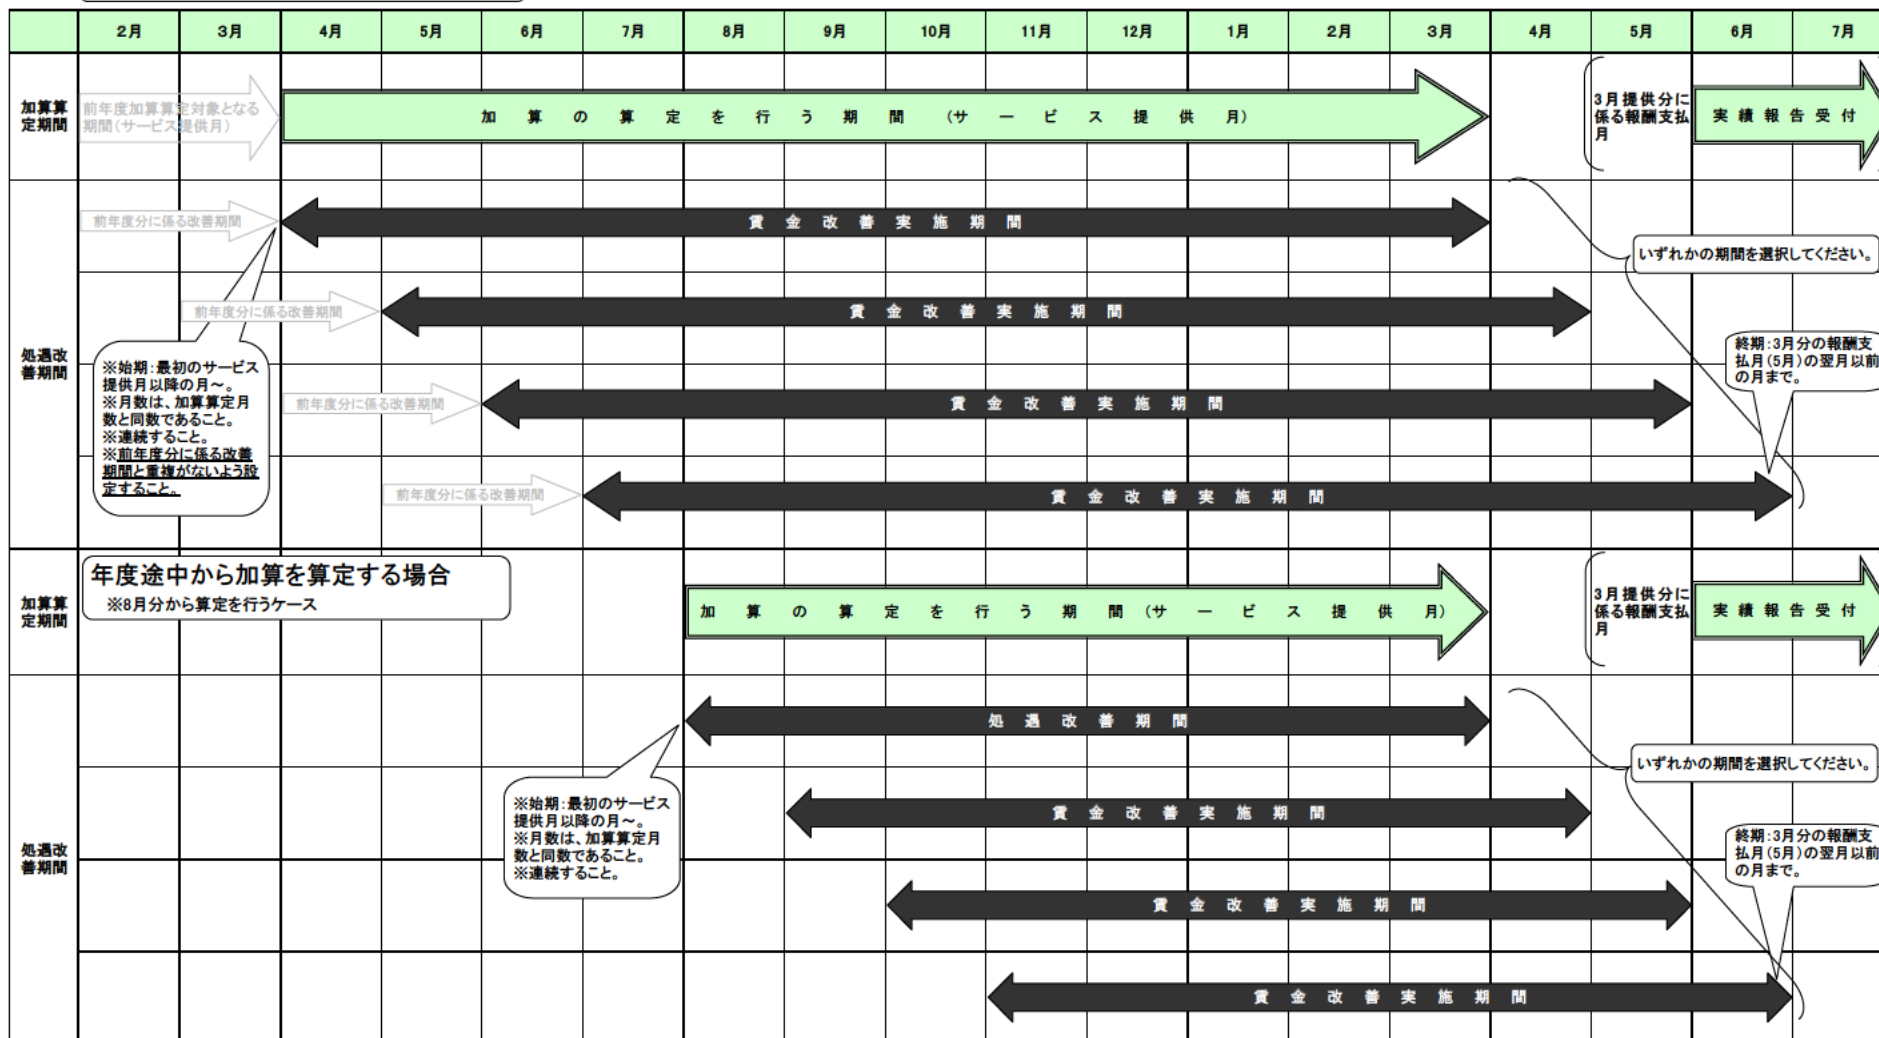 2月 3月 4月 5月 6月 7月 8月 9月 10月 11月 12月 1月 2月 3月 4月 5月 6月 7月
加算算
定期間
前年度加算算定対象となる
期間(サービス提供月)
加算の算定を行う期間(サービス提供月)
3月提供分に
係る報酬支払
月
実績報告受付
処遇改
善期間
前年度分に係る改善期間
賃金改善実施期間
いずれかの期間を選択してください。
前年度分に係る改善期間
賃金改善実施期間
終期:3月分の報酬支
払月(5月)の翌月以前
の月まで。
※始期:最初のサービス
提供月以降の月～。
※月数は、加算算定月
数と同数であること。
※連続すること。
※前年度分に係る改善
期間と重複がないよう設
定すること。
前年度分に係る改善期間
賃金改善実施期間
前年度分に係る改善期間
賃金改善実施期間
年度途中から加算を算定する場合
※8月分から算定を行うケース
加算算
定期間
加算の算定を行う期間(サービス提供月)
3月提供分に
係る報酬支払
月
実績報告受付
処遇改
善期間
処遇改善期間
いずれかの期間を選択してください。
※始期:最初のサービス
提供月以降の月～。
※月数は、加算算定月
数と同数であること。
※連続すること。
賃金改善実施期間
終期:3月分の報酬支
払月(5月)の翌月以前
の月まで。
賃金改善実施期間
賃金改善実施期間